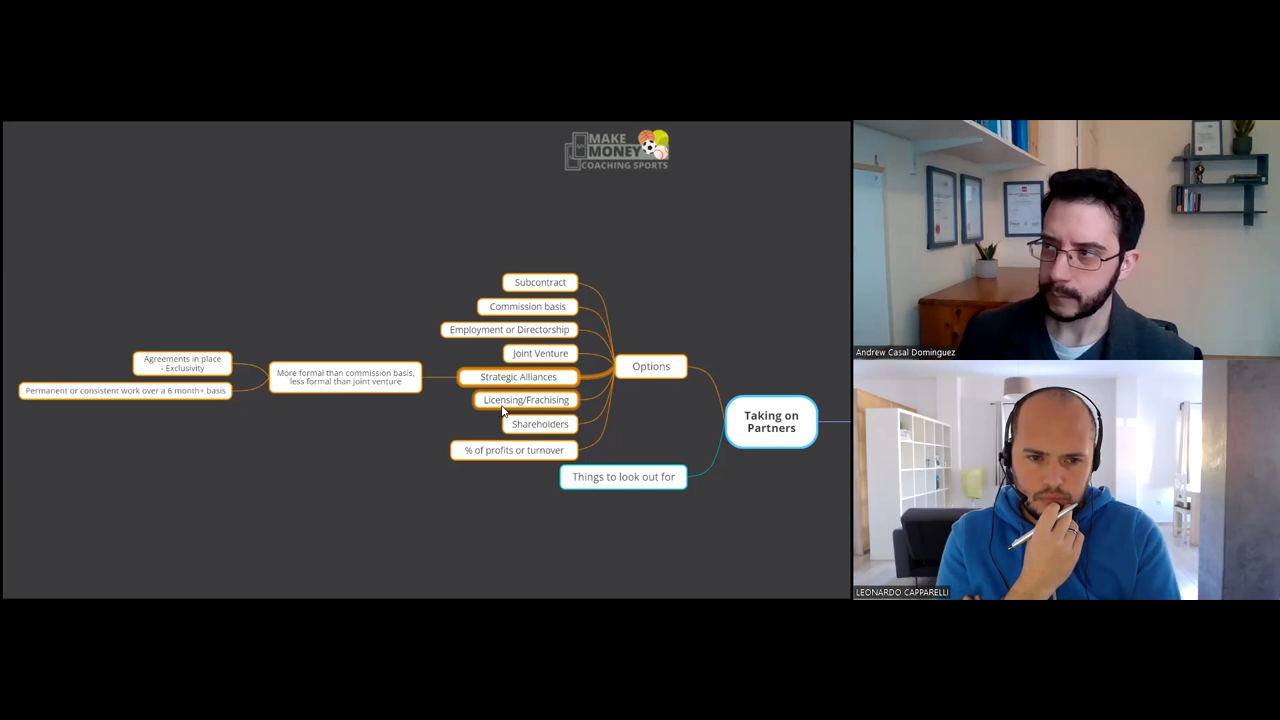 MAKE
MONEY
COACHING SPORTS
Subcontract
Commission basis
Employment or Directorship
Joint Venture
Strategic Alliances
Licensing/Frachising
Shareholders
% of profits or turnover
Options
Things to look out for
Taking on
Partners
More formal than commission basis,
less formal than joint venture
Agreements in place
- Exclusivity
Permanent or consistent work over a 6 month+ basis
Andrew Casal Dominguez
LEONARDO CAPPARELLI